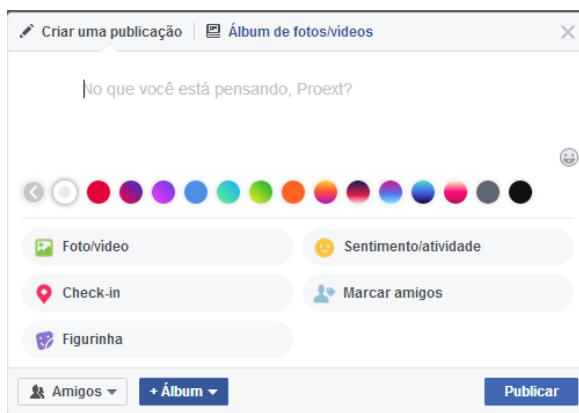 Criar uma publicação Álbum de fotos/vídeos
No que você está pensando, Proext?
Foto/vídeo Sentimento/atividade
Check-in Marcar amigos
Figurinha
Amigos + Álbum Publicar